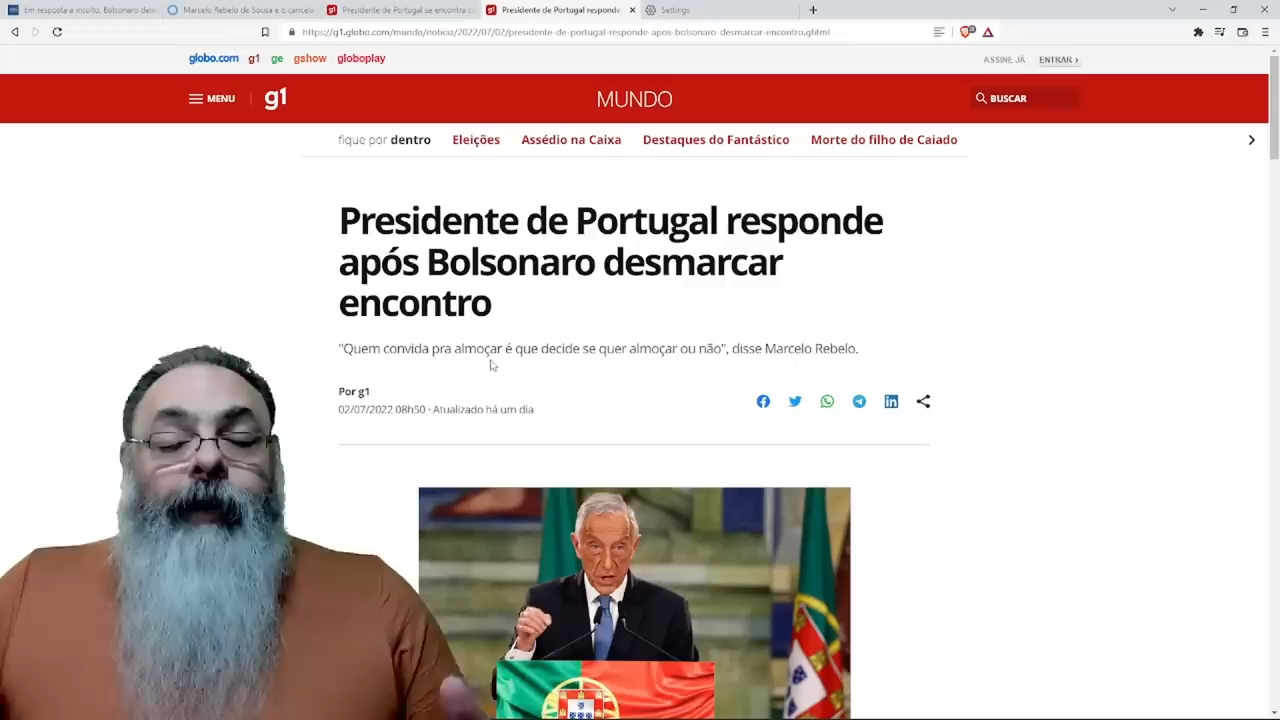 Em resposta a insulto, Bolsonaro desm
Marcelo Rebelo de Sousa e o cancela
Presidente de Portugal se encontra c
Presidente de Portugal responde
Settings
https://g1.globo.com/mundo/noticia/2022/07/02/presidente-de-portugal-responde-apos-bolsonaro-desmarcar-encontro.ghtml
globo.com g1 ge gshow globoplay
ASSINE JÁ ENTRAR ›
MENU g1 MUNDO BUSCAR
fique por dentro Eleições Assédio na Caixa Destaques do Fantástico Morte do filho de Caiado
Presidente de Portugal responde
após Bolsonaro desmarcar
encontro
"Quem convida pra almoçar é que decide se quer almoçar ou não", disse Marcelo Rebelo.
Por g1
02/07/2022 08h50 · Atualizado há um dia